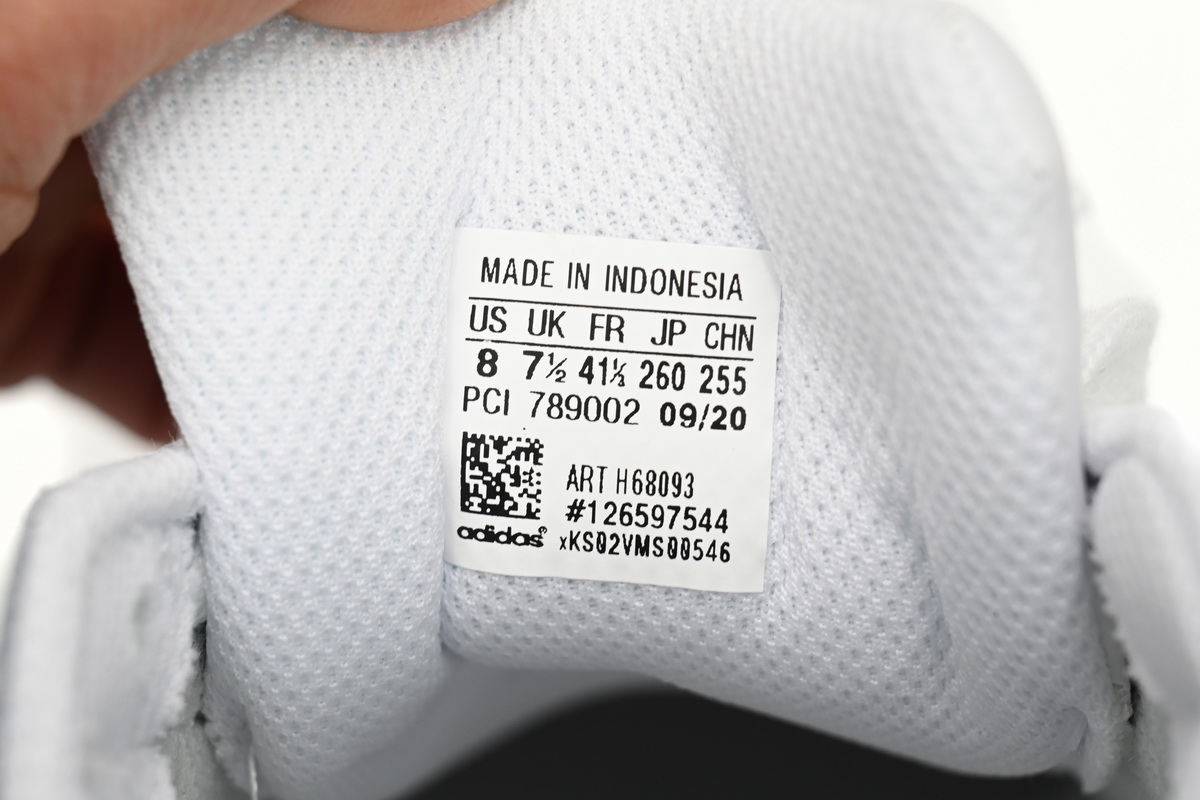 MADE IN INDONESIA
US UK FR JP CHN
8 7½ 41⅓ 260 255
PCI 789002 09/20
ART H68093
#126597544
adidas® xKS02VMS00546